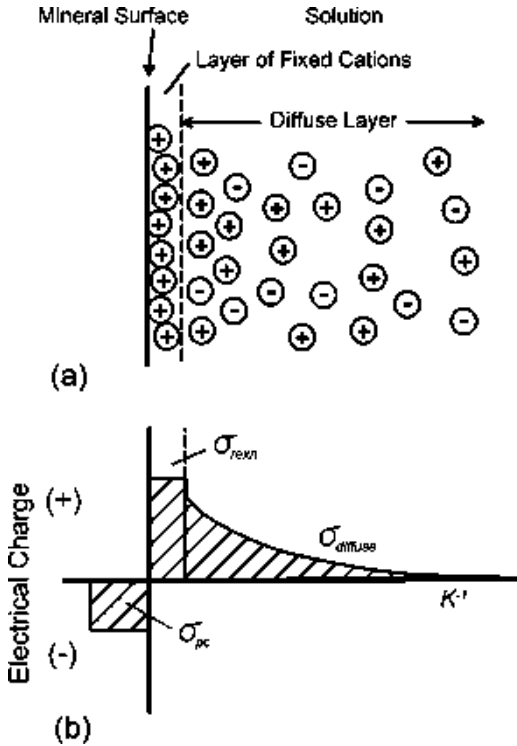 Mineral Surface Solution
Layer of Fixed Cations
Diffuse Layer
(a)
σrexn
(+)
σdiffuse
K⁻¹
σpc
(-)
Electrical Charge
(b)